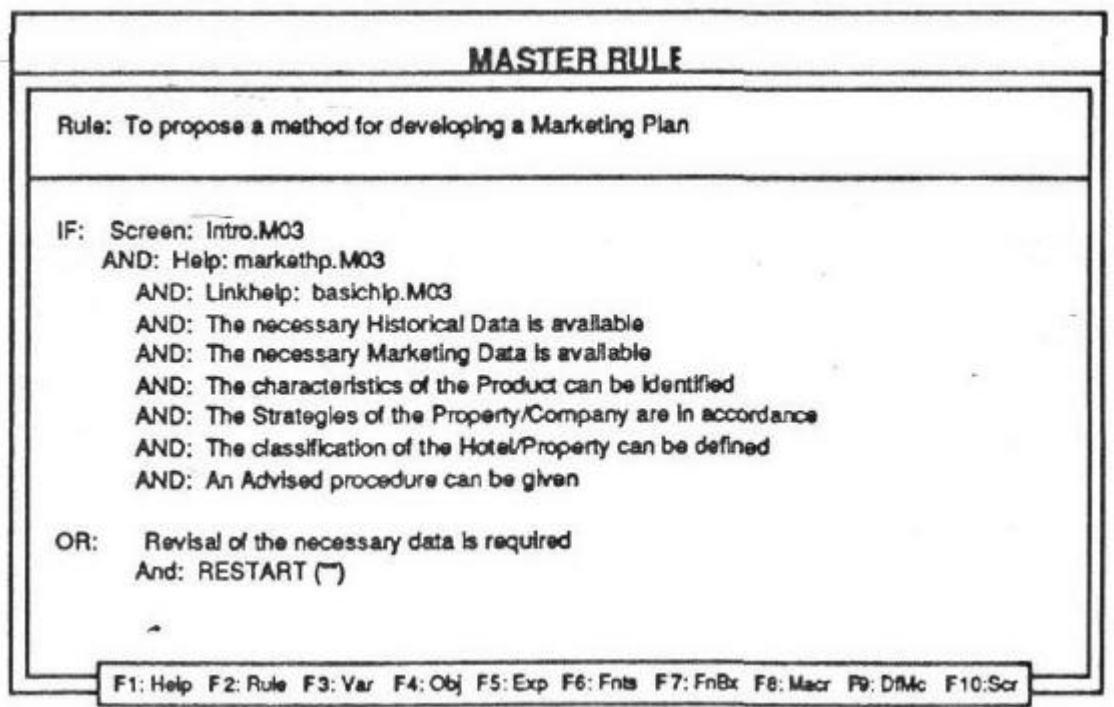 MASTER RULE
Rule: To propose a method for developing a Marketing Plan
IF: Screen: Intro.M03
AND: Help: markethp.M03
AND: Linkhelp: basichlp.M03
AND: The necessary Historical Data is available
AND: The necessary Marketing Data is available
AND: The characteristics of the Product can be identified
AND: The Strategies of the Property/Company are in accordance
AND: The classification of the Hotel/Property can be defined
AND: An Advised procedure can be given
OR: Revisal of the necessary data is required
And: RESTART ("")
F1: Help F2: Rule F3: Var F4: Obj F5: Exp F6: Fnts F7: FnBx F8: Macr F9: DfMc F10:Scr